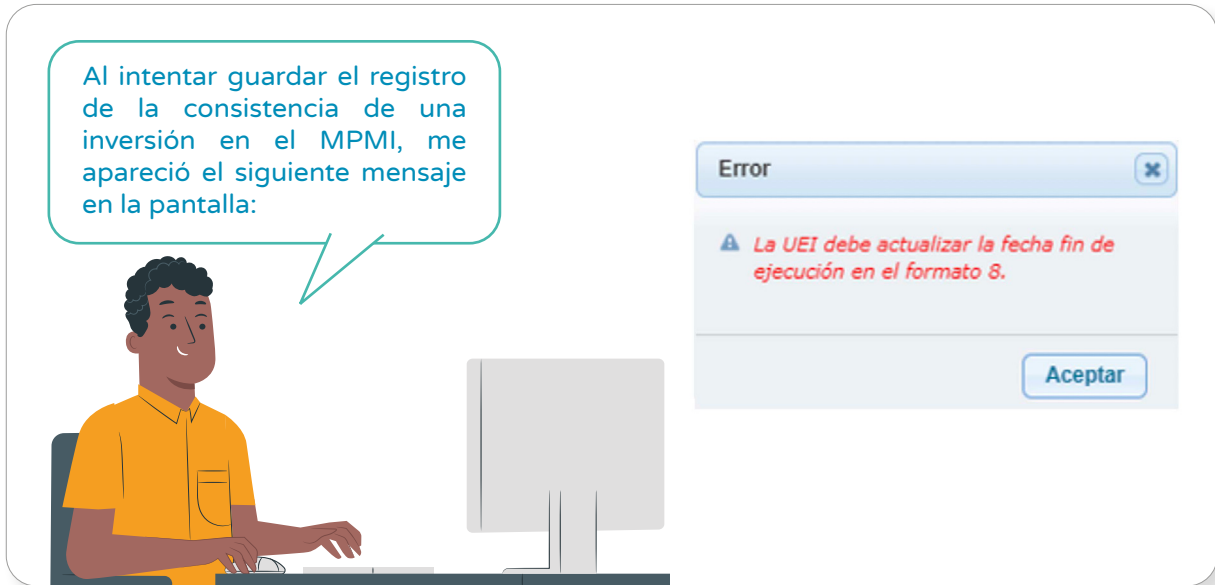 Al intentar guardar el registro
de la consistencia de una
inversión en el MPMI, me
apareció el siguiente mensaje
en la pantalla:
Error
La UEI debe actualizar la fecha fin de
ejecución en el formato 8.
Aceptar